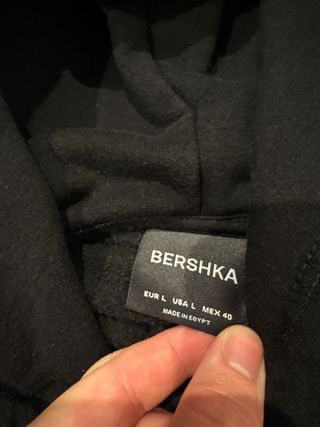 BERSHKA
EUR L USA L MEX 40
MADE IN EGYPT